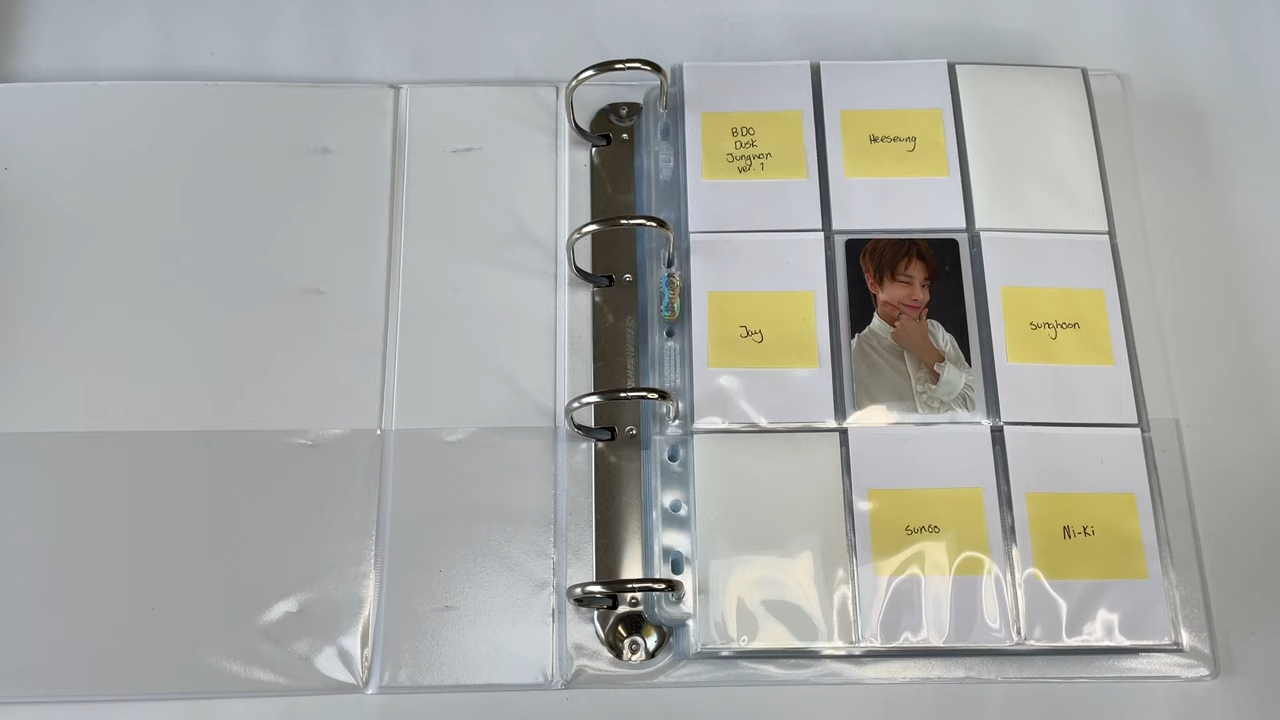 BDO
Dusk
Jungwon
ver. 1
Heeseung
Jay
sunghoon
sunoo
Ni-Ki